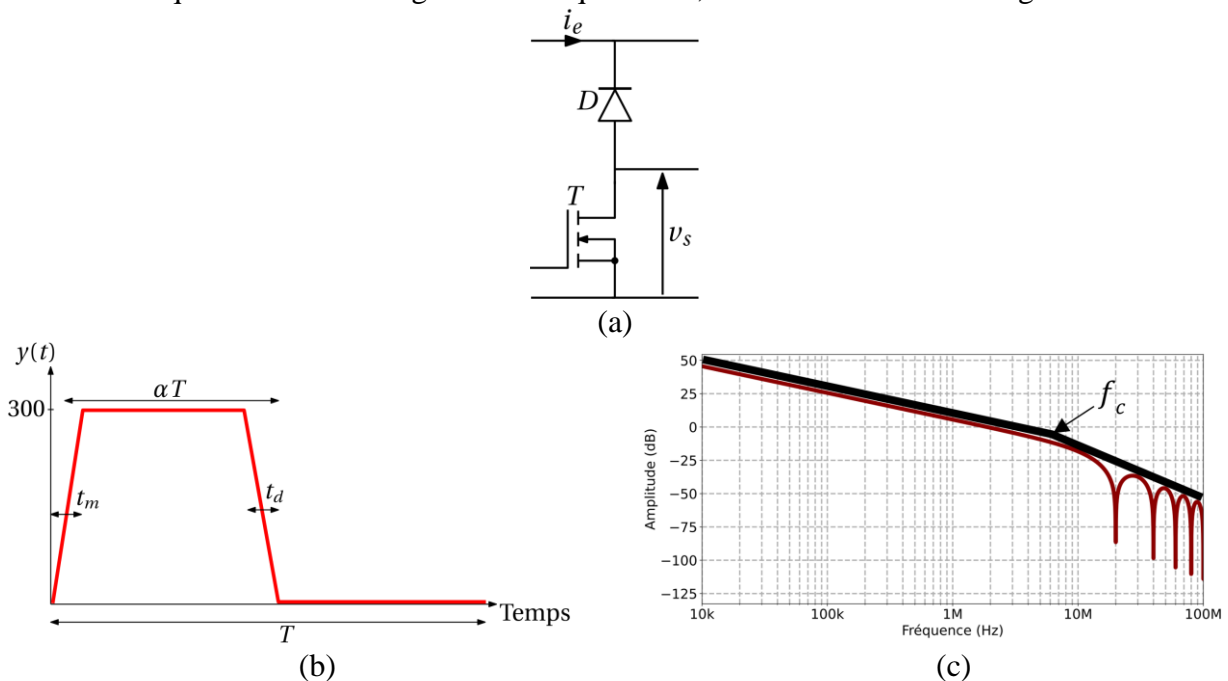 i_e
D
T
v_s
(a)
y(t)
αT
300
t_m
t_d
Temps
T
(b)
50
25
0
−25
−50
−75
−100
−125
Amplitude (dB)
f_c
10k 100k 1M 10M 100M
Fréquence (Hz)
(c)